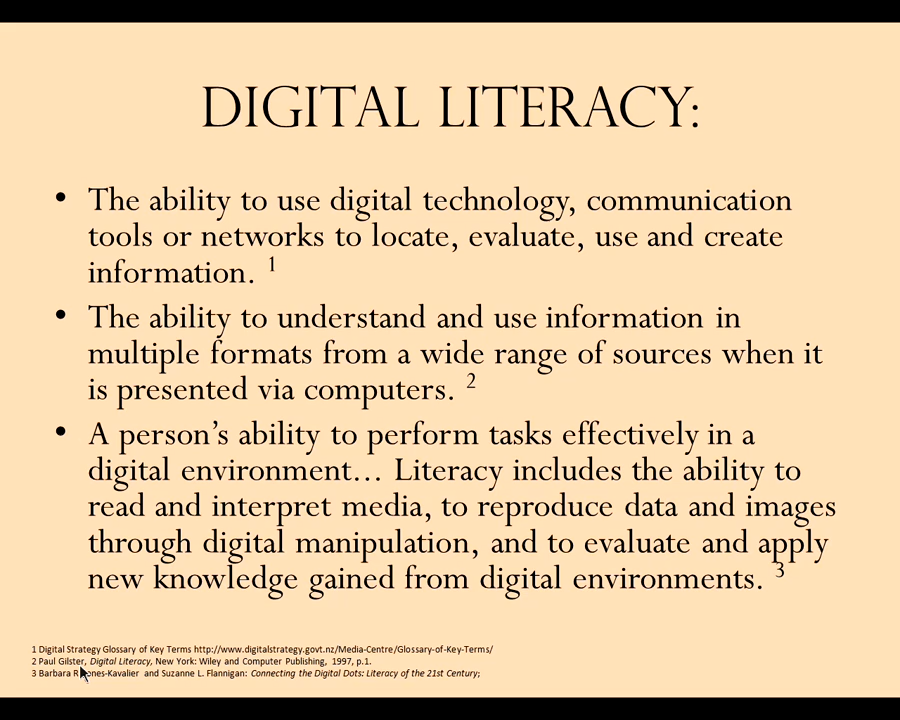 DIGITAL LITERACY:
• The ability to use digital technology, communication
tools or networks to locate, evaluate, use and create
information. 1
• The ability to understand and use information in
multiple formats from a wide range of sources when it
is presented via computers. 2
• A person’s ability to perform tasks effectively in a
digital environment… Literacy includes the ability to
read and interpret media, to reproduce data and images
through digital manipulation, and to evaluate and apply
new knowledge gained from digital environments. 3
1 Digital Strategy Glossary of Key Terms http://www.digitalstrategy.govt.nz/Media-Centre/Glossary-of-Key-Terms/
2 Paul Gilster, Digital Literacy, New York: Wiley and Computer Publishing, 1997, p.1.
3 Barbara and Suzanne L. Flannigan: Connecting the Digital Dots: Literacy of the 21st Century;